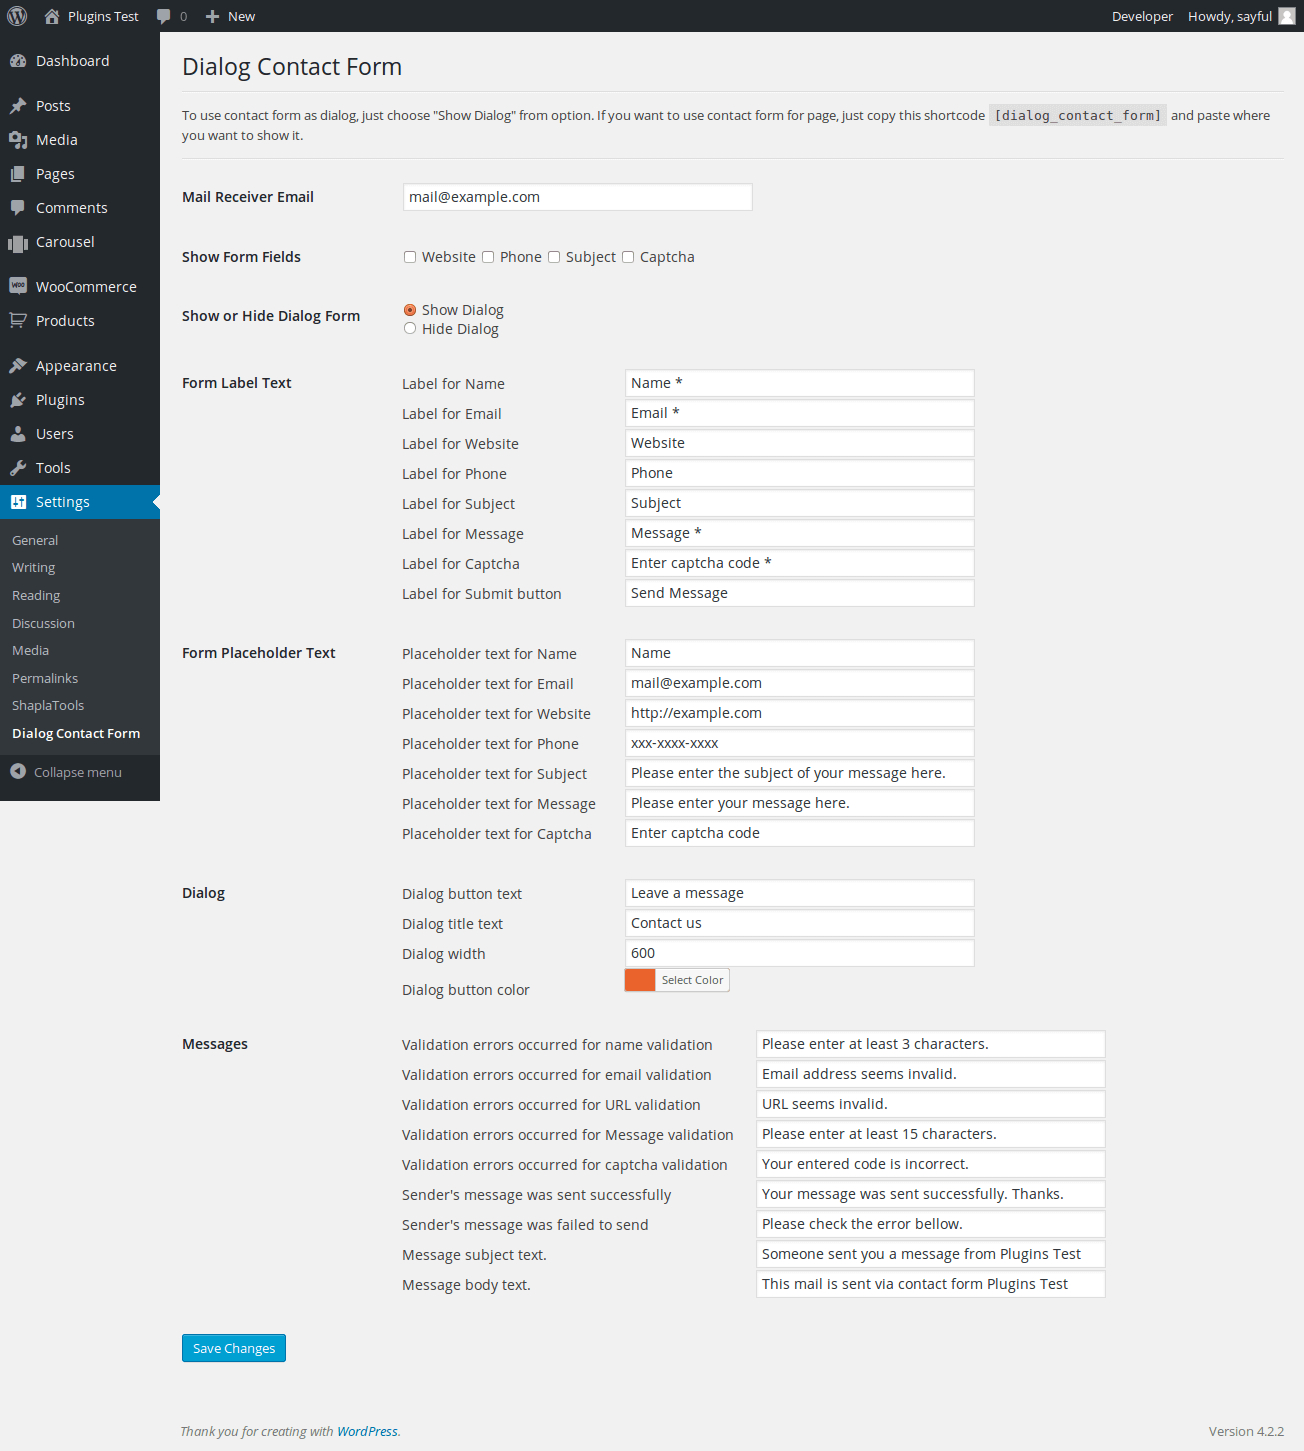 Plugins Test 0 New Developer Howdy, sayful
Dashboard
Posts
Media
Pages
Comments
Carousel
WooCommerce
Products
Appearance
Plugins
Users
Tools
Settings
General
Writing
Reading
Discussion
Media
Permalinks
ShaplaTools
Dialog Contact Form
Collapse menu
Dialog Contact Form
To use contact form as dialog, just choose "Show Dialog" from option. If you want to use contact form for page, just copy this shortcode [dialog_contact_form] and paste where
you want to show it.
Mail Receiver Email mail@example.com
Show Form Fields Website Phone Subject Captcha
Show or Hide Dialog Form Show Dialog
Hide Dialog
Form Label Text Label for Name Name *
Label for Email Email *
Label for Website Website
Label for Phone Phone
Label for Subject Subject
Label for Message Message *
Label for Captcha Enter captcha code *
Label for Submit button Send Message
Form Placeholder Text Placeholder text for Name Name
Placeholder text for Email mail@example.com
Placeholder text for Website http://example.com
Placeholder text for Phone xxx-xxxx-xxxx
Placeholder text for Subject Please enter the subject of your message here.
Placeholder text for Message Please enter your message here.
Placeholder text for Captcha Enter captcha code
Dialog Dialog button text Leave a message
Dialog title text Contact us
Dialog width 600
Dialog button color Select Color
Messages Validation errors occurred for name validation Please enter at least 3 characters.
Validation errors occurred for email validation Email address seems invalid.
Validation errors occurred for URL validation URL seems invalid.
Validation errors occurred for Message validation Please enter at least 15 characters.
Validation errors occurred for captcha validation Your entered code is incorrect.
Sender's message was sent successfully Your message was sent successfully. Thanks.
Sender's message was failed to send Please check the error bellow.
Message subject text. Someone sent you a message from Plugins Test
Message body text. This mail is sent via contact form Plugins Test
Save Changes
Thank you for creating with WordPress. Version 4.2.2